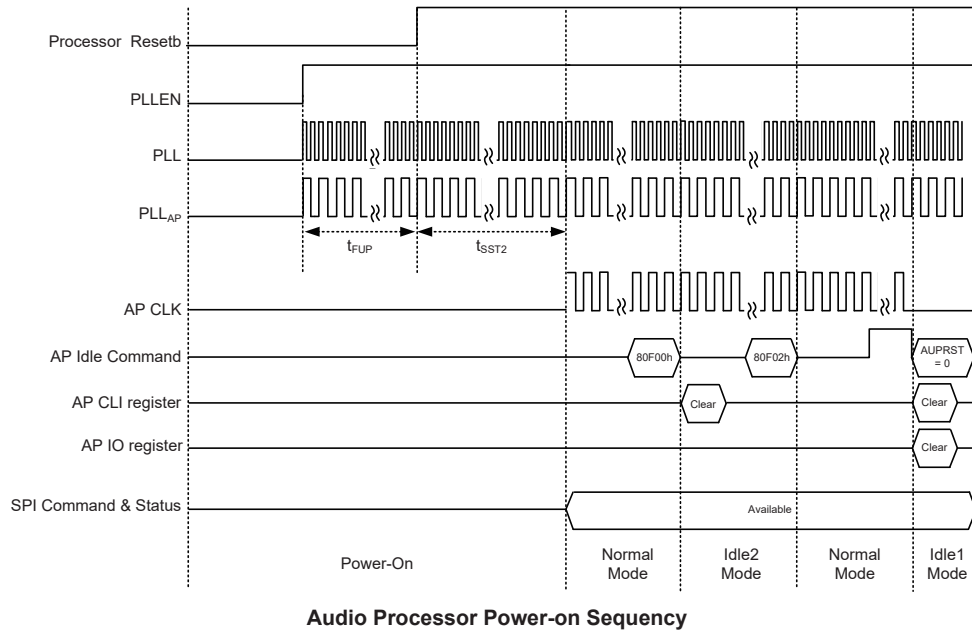 Processor Resetb
PLLEN
PLL
PLLAP
tFUP
tSST2
AP CLK
AP Idle Command
80F00h
80F02h
AUPRST
= 0
AP CLI register
Clear
Clear
AP IO register
Clear
SPI Command & Status
Available
Power-On
Normal
Mode
Idle2
Mode
Normal
Mode
Idle1
Mode
Audio Processor Power-on Sequency